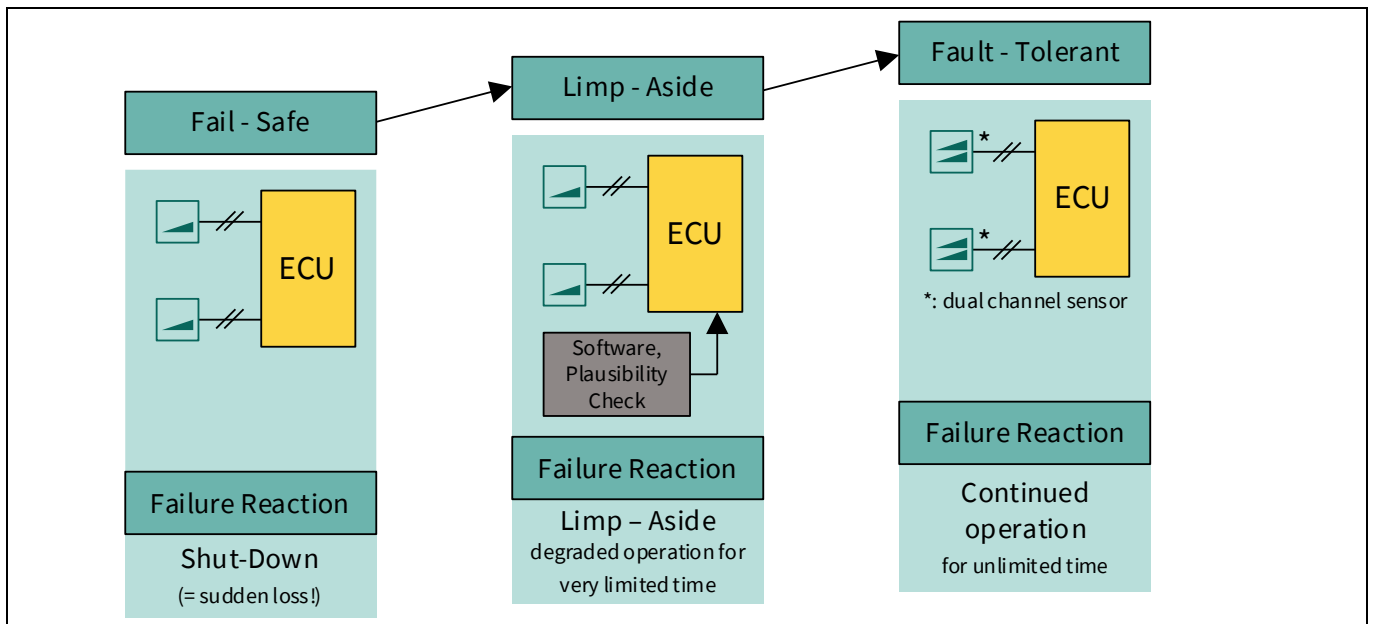 Fail - Safe
ECU
Failure Reaction
Shut-Down
(= sudden loss!)
Limp - Aside
ECU
Software,
Plausibility
Check
Failure Reaction
Limp – Aside
degraded operation for
very limited time
Fault - Tolerant
*
ECU
*
*: dual channel sensor
Failure Reaction
Continued
operation
for unlimited time